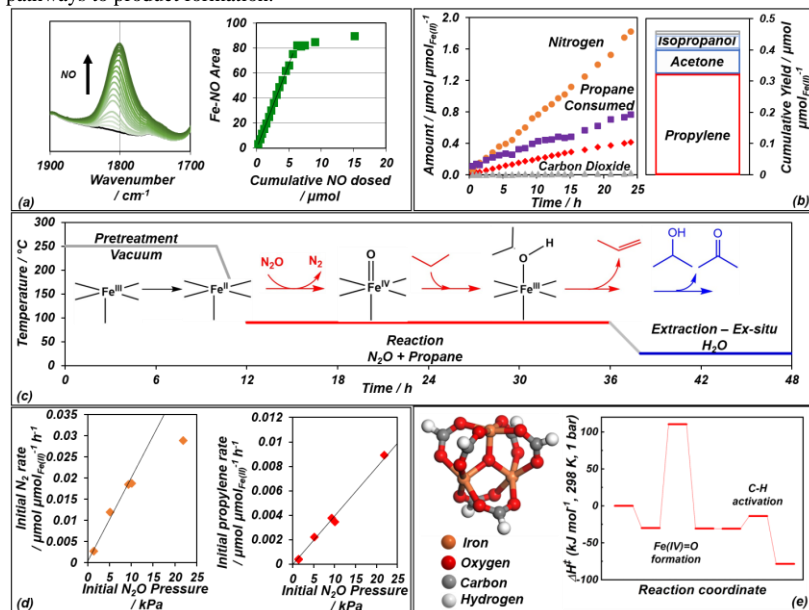 pathways to product formation.
NO
1900
1800
1700
Wavenumber
/ cm-1
(a)
Fe-NO Area
100
80
60
40
20
0
0
5
10
15
20
Cumulative NO dosed
/ μmol
Amount / μmol μmolFe(II)-1
2.0
1.6
1.2
0.8
0.4
0
Nitrogen
Propane
Consumed
Carbon Dioxide
0
5
10
15
20
25
Time / h
Isopropanol
Acetone
Propylene
0.5
0.4
0.3
0.2
0.1
0
Cumulative Yield / μmol
μmolFe(II)-1
(b)
Temperature / °C
300
250
200
150
100
50
0
Pretreatment
Vacuum
FeIII
FeII
N2O
N2
O
FeIV
O
H
FeIII
OH
O
Reaction
N2O + Propane
Extraction – Ex-situ
H2O
0
6
12
18
24
30
36
42
48
(c)
Time / h
Initial N2 rate
/ μmol μmolFe(II)-1 h-1
0.035
0.03
0.025
0.02
0.015
0.01
0.005
0
0
5
10
15
20
25
Initial N2O Pressure
/ kPa
(d)
Initial propylene rate
/ μmol μmolFe(II)-1 h-1
0.012
0.01
0.008
0.006
0.004
0.002
0
0
5
10
15
20
25
Initial N2O Pressure
/ kPa
Iron
Oxygen
Carbon
Hydrogen
ΔH‡ (kJ mol-1, 298 K, 1 bar)
100
50
0
-50
-100
Fe(IV)=O
formation
C-H
activation
Reaction coordinate
(e)